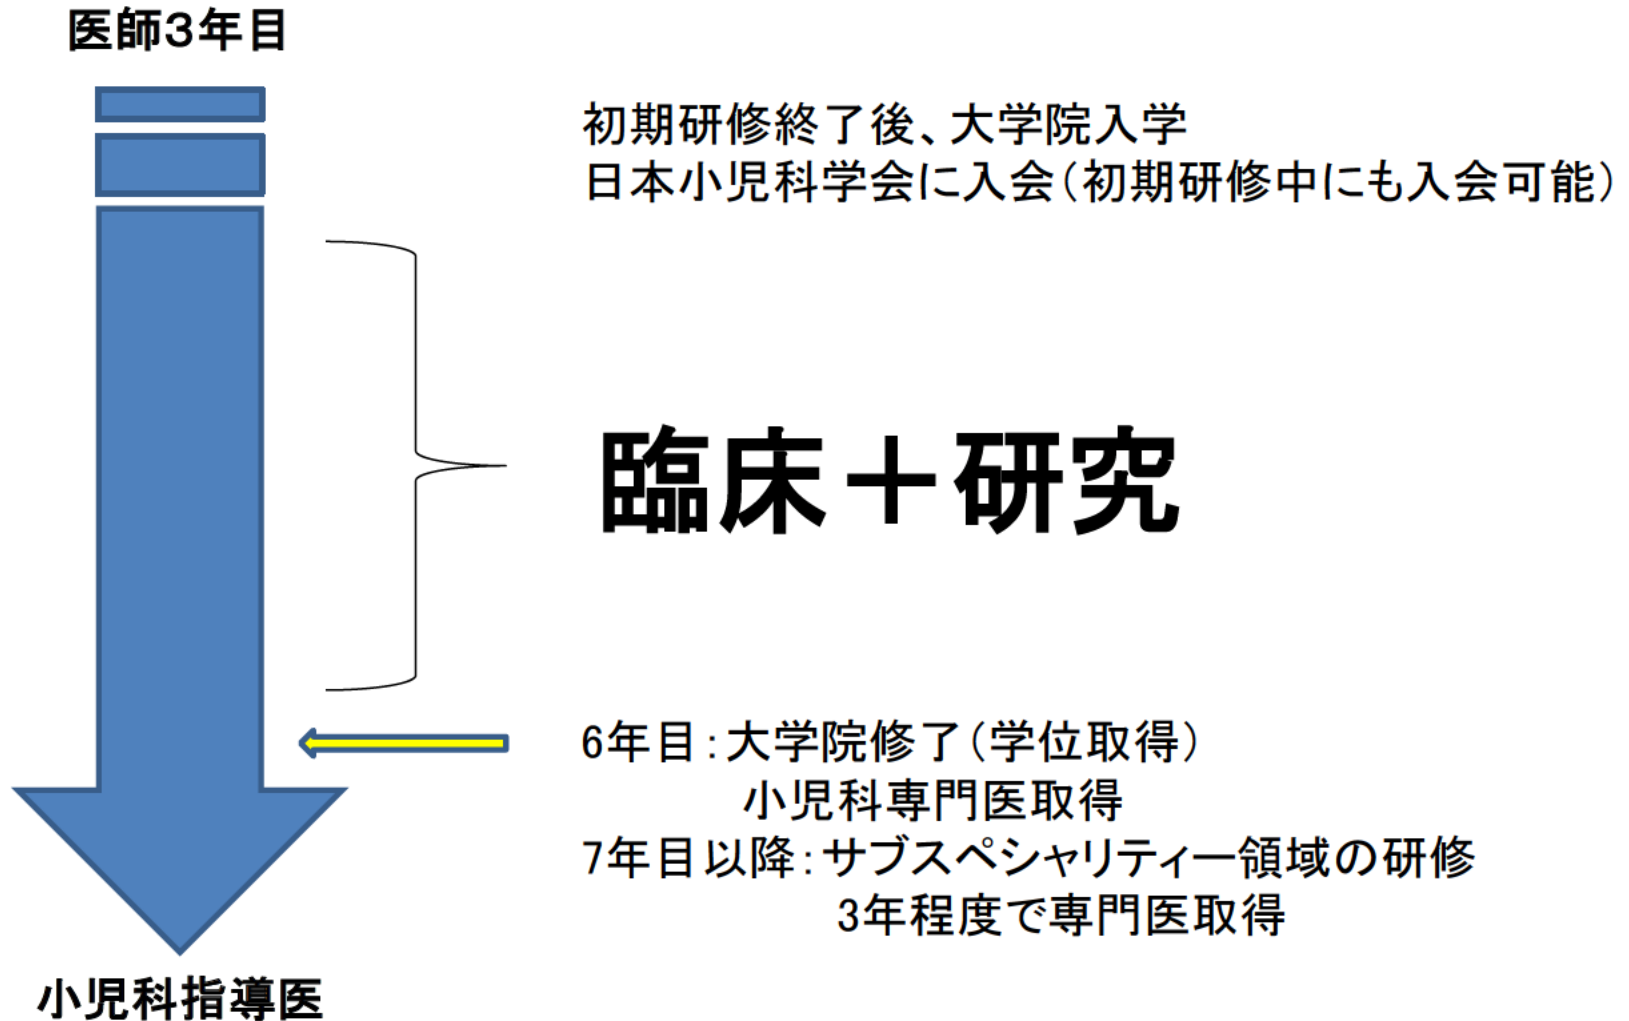 医師３年目
初期研修終了後、大学院入学
日本小児科学会に入会（初期研修中にも入会可能）
臨床＋研究
6年目：大学院修了（学位取得）
小児科専門医取得
7年目以降：サブスペシャリティー領域の研修
3年程度で専門医取得
小児科指導医